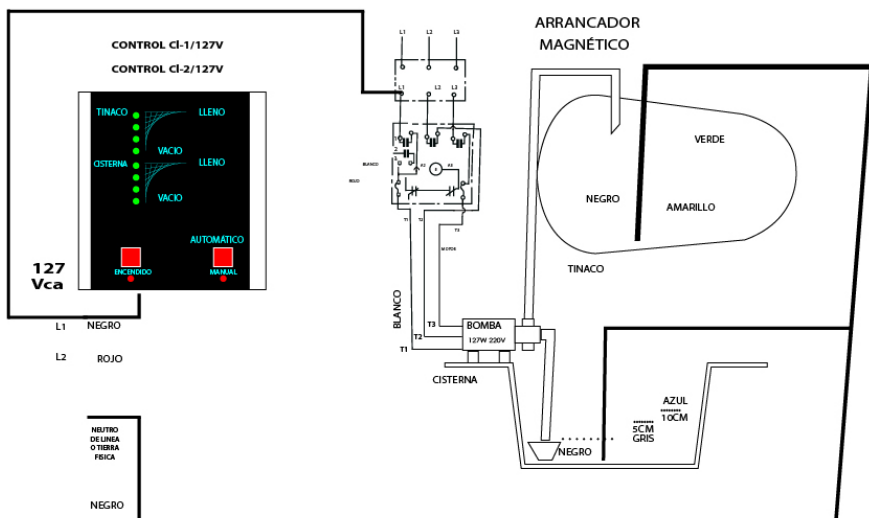 ARRANCADOR
MAGNÉTICO
CONTROL Cl-1/127V
CONTROL Cl-2/127V
TINACO
LLENO
VACIO
CISTERNA
LLENO
VACIO
AUTOMÁTICO
ENCENDIDO
MANUAL
127
Vca
L1
NEGRO
L2
ROJO
NEUTRO
DE LINEA
O TIERRA
FISICA
NEGRO
L1
L2
L3
L1
L2
L3
2
3
BLANCO
ROJO
T1
T2
T3
BLANCO
T3
T2
T1
BOMBA
127W 220V
CISTERNA
VERDE
NEGRO
AMARILLO
TINACO
AZUL
10CM
5CM
GRIS
NEGRO